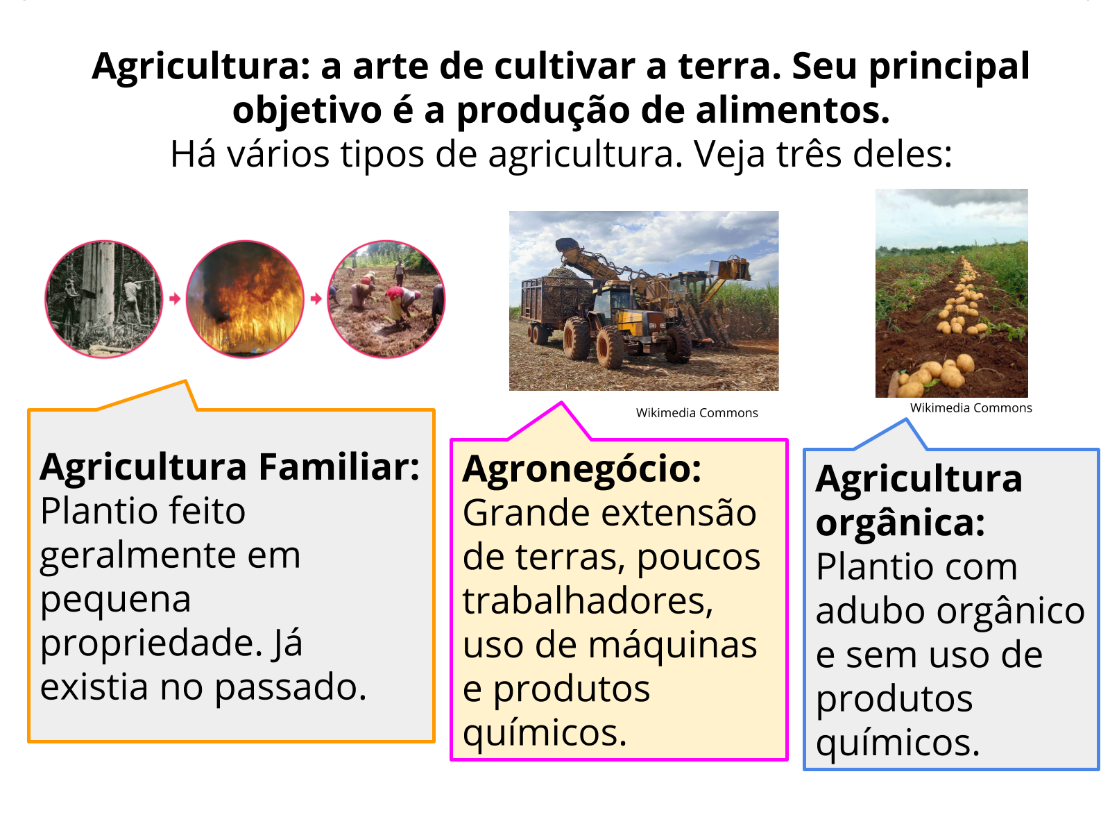 Agricultura: a arte de cultivar a terra. Seu principal
objetivo é a produção de alimentos.
Há vários tipos de agricultura. Veja três deles:
Wikimedia Commons
Wikimedia Commons
Agricultura Familiar:
Plantio feito
geralmente em
pequena
propriedade. Já
existia no passado.
Agronegócio:
Grande extensão
de terras, poucos
trabalhadores,
uso de máquinas
e produtos
químicos.
Agricultura
orgânica:
Plantio com
adubo orgânico
e sem uso de
produtos
químicos.